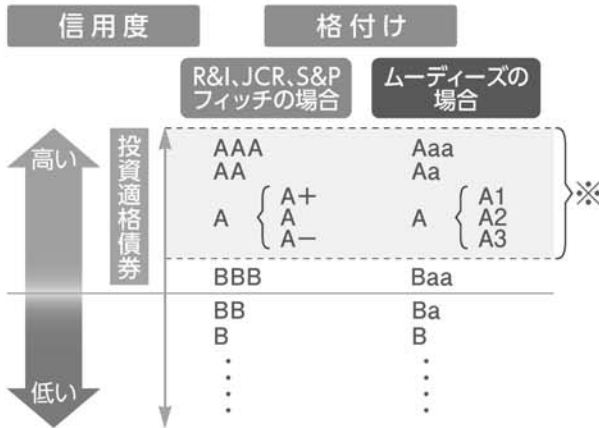 信用度
格付け
R&I、JCR、S&P
フィッチの場合
ムーディーズの
場合
高い
投資適格債券
AAA Aaa
AA Aa
A { A+ A { A1
A A2
A− A3
※
BBB Baa
BB Ba
B B
低い